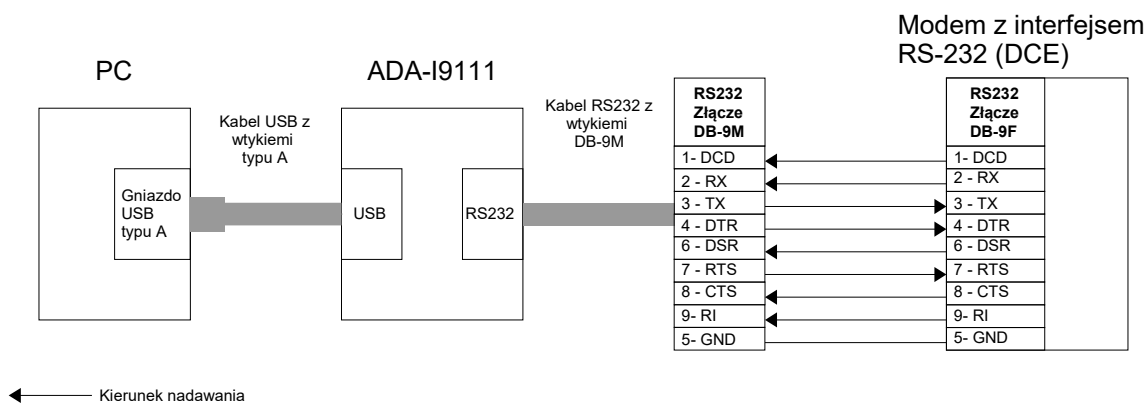 Modem z interfejsem
RS-232 (DCE)
PC
ADA-I9111
Kabel USB z
wtykiemi
typu A
Kabel RS232 z
wtykiemi
DB-9M
Gniazdo
USB
typu A
USB
RS232
RS232
Złącze
DB-9M
1- DCD
2 - RX
3 - TX
4 - DTR
6 - DSR
7 - RTS
8 - CTS
9- RI
5- GND
RS232
Złącze
DB-9F
1- DCD
2 - RX
3 - TX
4 - DTR
6 - DSR
7 - RTS
8 - CTS
9- RI
5- GND
Kierunek nadawania